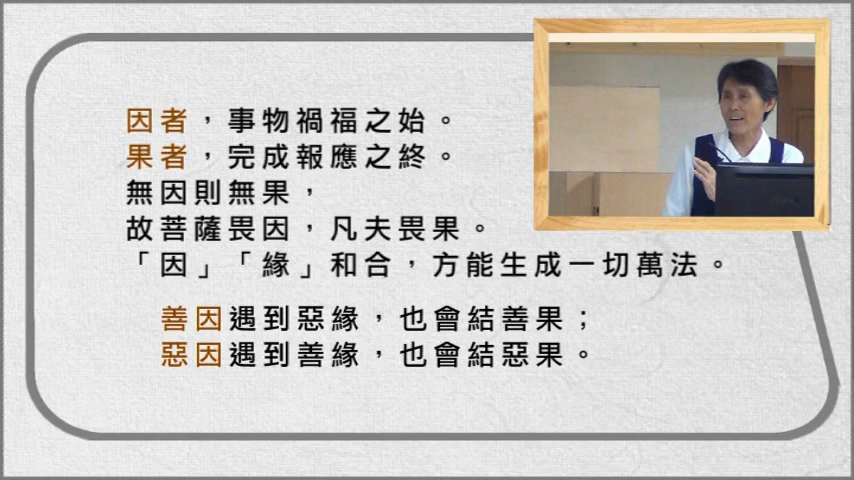 因者，事物禍福之始。
果者，完成報應之終。
無因則無果，
故菩薩畏因，凡夫畏果。
「因」「緣」和合，方能生成一切萬法。
善因遇到惡緣，也會結善果；
惡因遇到善緣，也會結惡果。